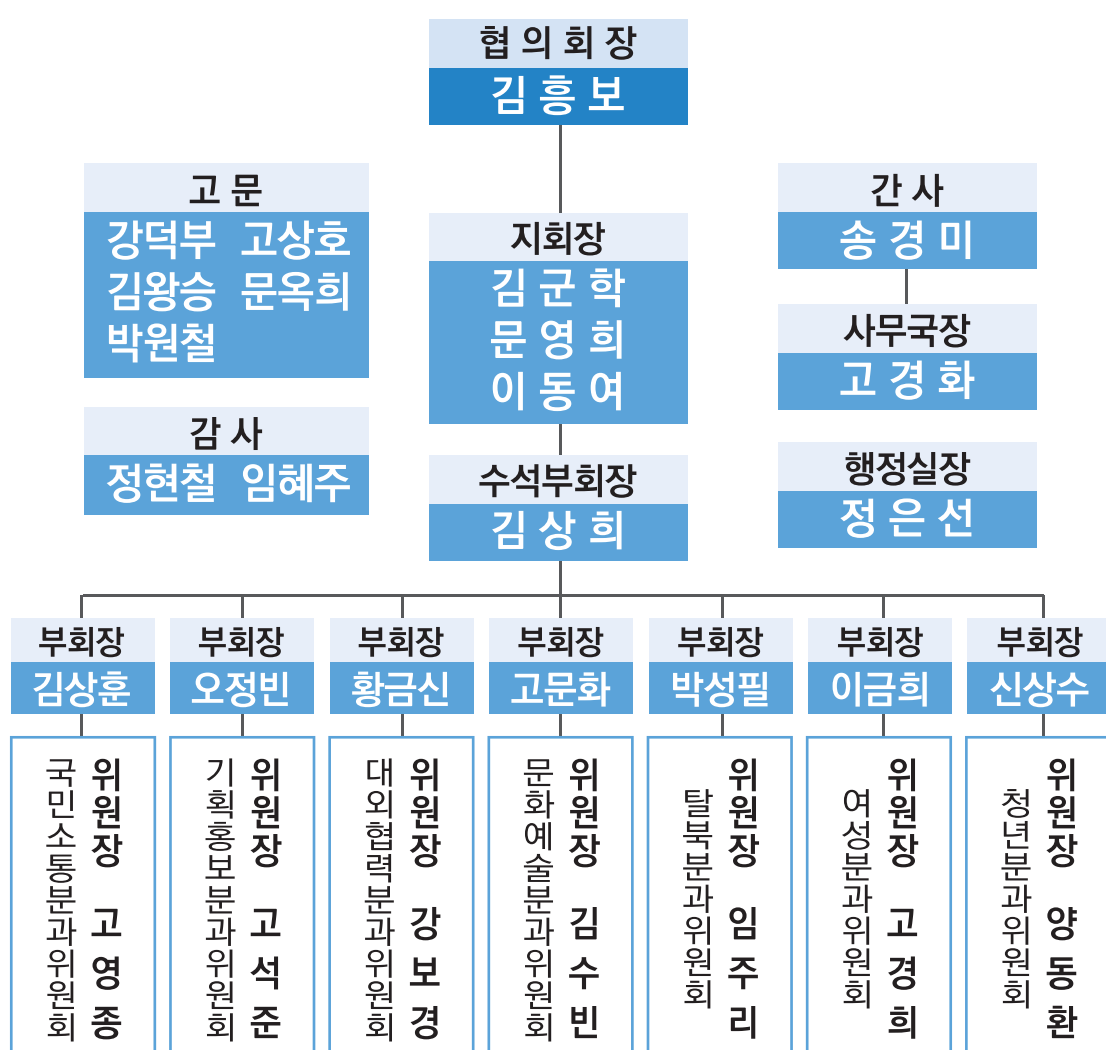 협의회장
김흥보
고문
강덕부 고상호
김왕승 문옥희
박원철
감사
정현철 임혜주
지회장
김군학
문영희
이동여
수석부회장
김상희
간사
송경미
사무국장
고경화
행정실장
정은선
부회장
김상훈
국민소통분과위원회
위원장 고영종
부회장
오정빈
기획홍보분과위원회
위원장 고석준
부회장
황금신
대외협력분과위원회
위원장 강보경
부회장
고문화
문화예술분과위원회
위원장 김수빈
부회장
박성필
탈북분과위원회
위원장 임주리
부회장
이금희
여성분과위원회
위원장 고경희
부회장
신상수
청년분과위원회
위원장 양동환